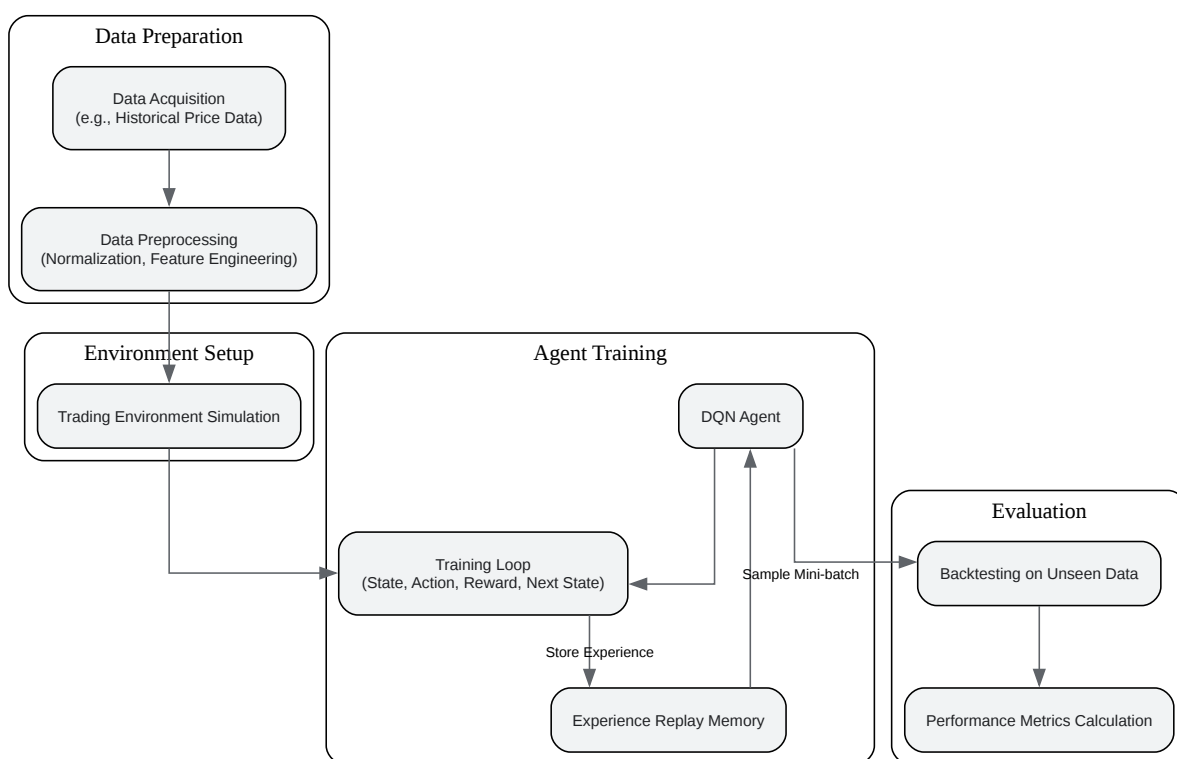 Data Preparation
Data Acquisition
(e.g., Historical Price Data)
Data Preprocessing
(Normalization, Feature Engineering)
Environment Setup
Trading Environment Simulation
Agent Training
DQN Agent
Training Loop
(State, Action, Reward, Next State)
Sample Mini-batch
Store Experience
Experience Replay Memory
Evaluation
Backtesting on Unseen Data
Performance Metrics Calculation